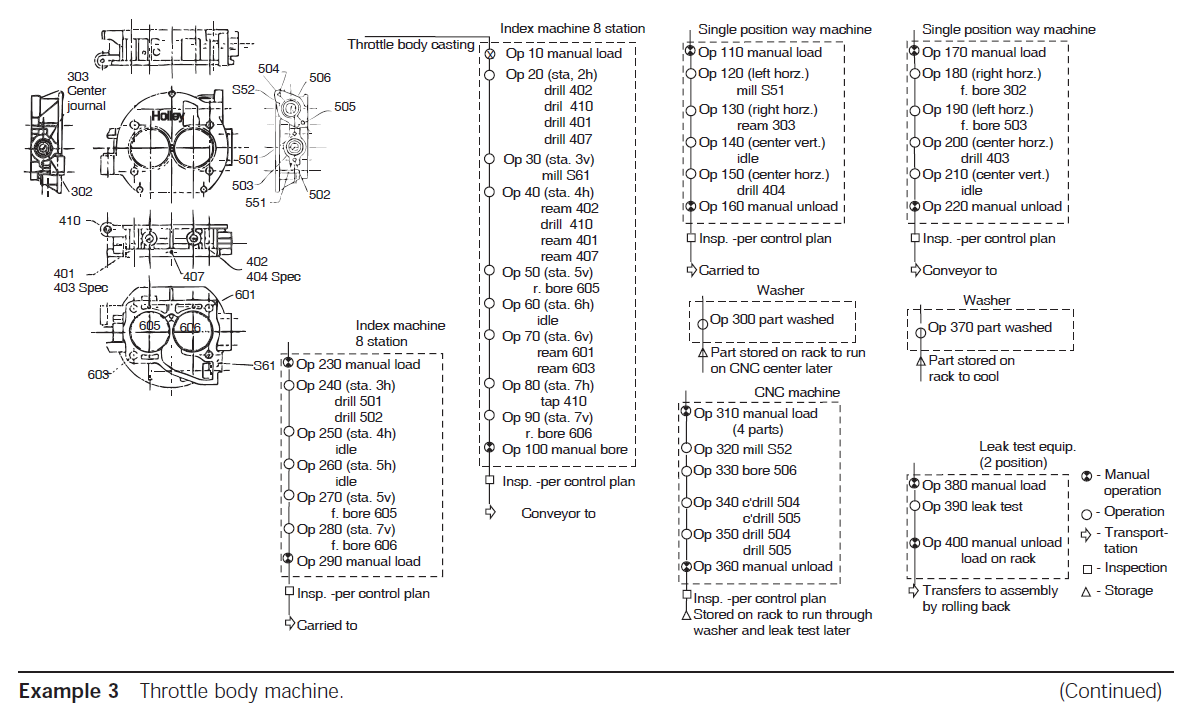 303
Center
journal
302
Holley
504
506
S52
505
501
503
502
551
410
401
403 Spec
407
402
404 Spec
601
605
606
603
S61
Index machine
8 station
Op 230 manual load
Op 240 (sta. 3h)
drill 501
drill 502
Op 250 (sta. 4h)
idle
Op 260 (sta. 5h)
idle
Op 270 (sta. 5v)
f. bore 605
Op 280 (sta. 7v)
f. bore 606
Op 290 manual load
Insp. -per control plan
Carried to
Index machine 8 station
Throttle body casting
Op 10 manual load
Op 20 (sta, 2h)
drill 402
dril 410
drill 401
drill 407
Op 30 (sta. 3v)
mill S61
Op 40 (sta. 4h)
ream 402
drill 410
ream 401
ream 407
Op 50 (sta. 5v)
r. bore 605
Op 60 (sta. 6h)
idle
Op 70 (sta. 6v)
ream 601
ream 603
Op 80 (sta. 7h)
tap 410
Op 90 (sta. 7v)
r. bore 606
Op 100 manual bore
Insp. -per control plan
Conveyor to
Single position way machine
Op 110 manual load
Op 120 (left horz.)
mill S51
Op 130 (right horz.)
ream 303
Op 140 (center vert.)
idle
Op 150 (center horz.)
drill 404
Op 160 manual unload
Insp. -per control plan
Carried to
Washer
Op 300 part washed
Part stored on rack to run
on CNC center later
CNC machine
Op 310 manual load
(4 parts)
Op 320 mill S52
Op 330 bore 506
Op 340 c'drill 504
c'drill 505
Op 350 drill 504
drill 505
Op 360 manual unload
Insp. -per control plan
Stored on rack to run through
washer and leak test later
Single position way machine
Op 170 manual load
Op 180 (right horz.)
f. bore 302
Op 190 (left horz.)
f. bore 503
Op 200 (center horz.)
drill 403
Op 210 (center vert.)
idle
Op 220 manual unload
Insp. -per control plan
Conveyor to
Washer
Op 370 part washed
Part stored on
rack to cool
Leak test equip.
(2 position)
Op 380 manual load
Op 390 leak test
Op 400 manual unload
load on rack
Transfers to assembly
by rolling back
- Manual
operation
- Operation
- Transport-
tation
- Inspection
- Storage
Example 3 Throttle body machine.
(Continued)